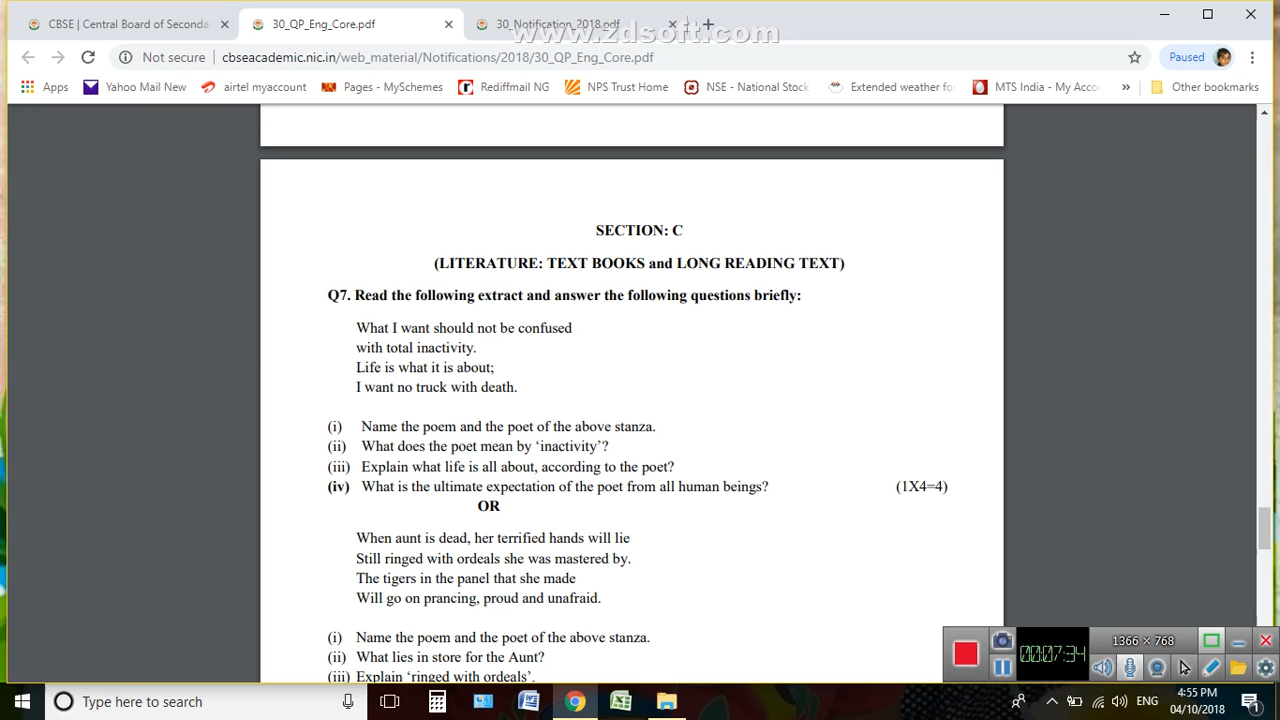 CBSE | Central Board of Seconda
30_QP_Eng_Core.pdf
30_Notification_2018.pdf
www.zdsoft.com
Not secure
cbseacademic.nic.in/web_material/Notifications/2018/30_QP_Eng_Core.pdf
Paused
Apps
Yahoo Mail New
airtel myacount
Pages - MySchemes
Rediffmail NG
NPS Trust Home
NSE - National Stock
Extended weather fo
MTS India - My Acco
»
Other bookmarks
SECTION: C
(LITERATURE: TEXT BOOKS and LONG READING TEXT)
Q7. Read the following extract and answer the following questions briefly:
What I want should not be confused
with total inactivity.
Life is what it is about;
I want no truck with death.
(i) Name the poem and the poet of the above stanza.
(ii) What does the poet mean by ‘inactivity’?
(iii) Explain what life is all about, according to the poet?
(iv) What is the ultimate expectation of the poet from all human beings? (1X4=4)
OR
When aunt is dead, her terrified hands will lie
Still ringed with ordeals she was mastered by.
The tigers in the panel that she made
Will go on prancing, proud and unafraid.
(i) Name the poem and the poet of the above stanza.
(ii) What lies in store for the Aunt?
(iii) Explain ‘ringed with ordeals’.
1366 × 768
00:07:34
Type here to search
ENG
4:55 PM
04/10/2018
1